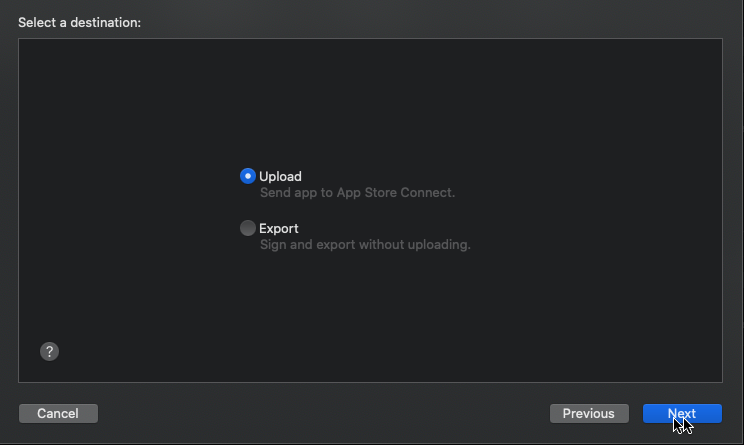 Select a destination:
Upload
Send app to App Store Connect.
Export
Sign and export without uploading.
?
Cancel
Previous
Next